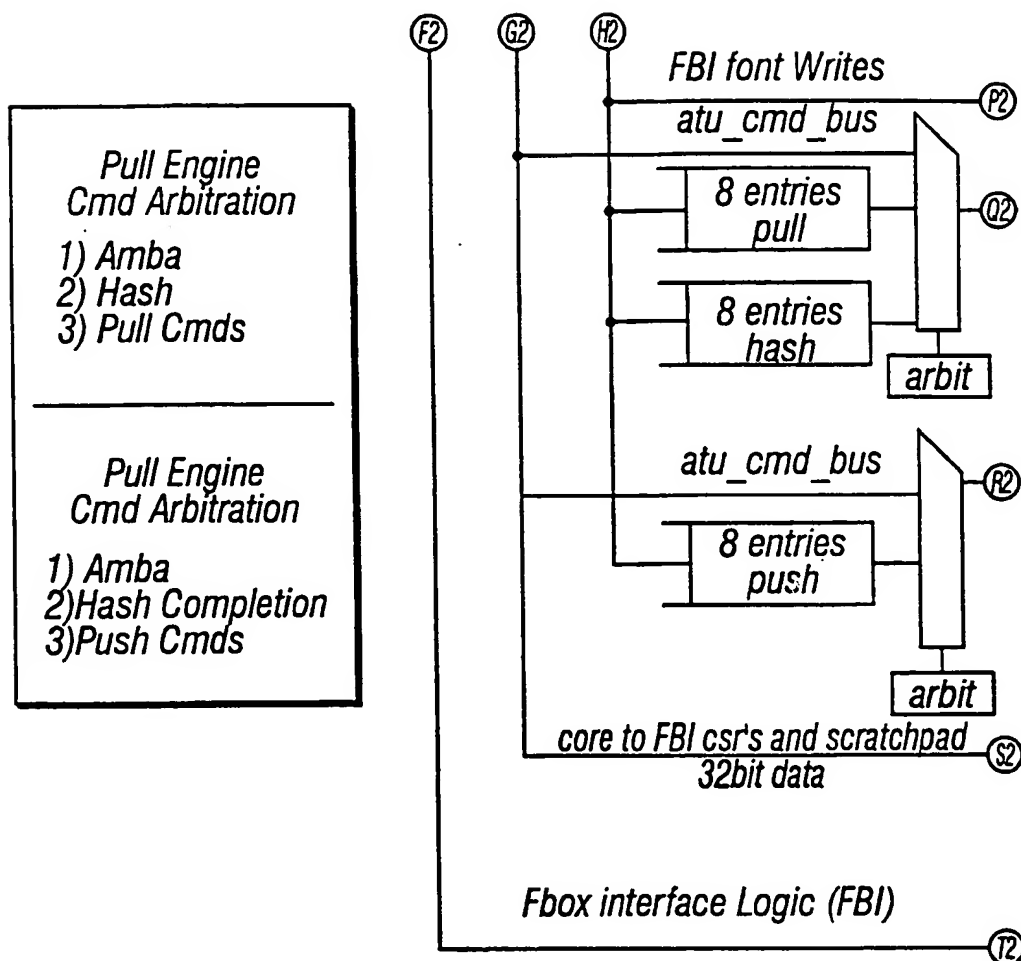 F2 G2 H2
FBI font Writes
P2
atu_cmd_bus
8 entries
pull
Q2
8 entries
hash
arbit
atu_cmd_bus
R2
8 entries
push
arbit
core to FBI csr's and scratchpad
32bit data
S2
Fbox interface Logic (FBI)
T2
Pull Engine
Cmd Arbitration
1) Amba
2) Hash
3) Pull Cmds
Pull Engine
Cmd Arbitration
1) Amba
2)Hash Completion
3)Push Cmds